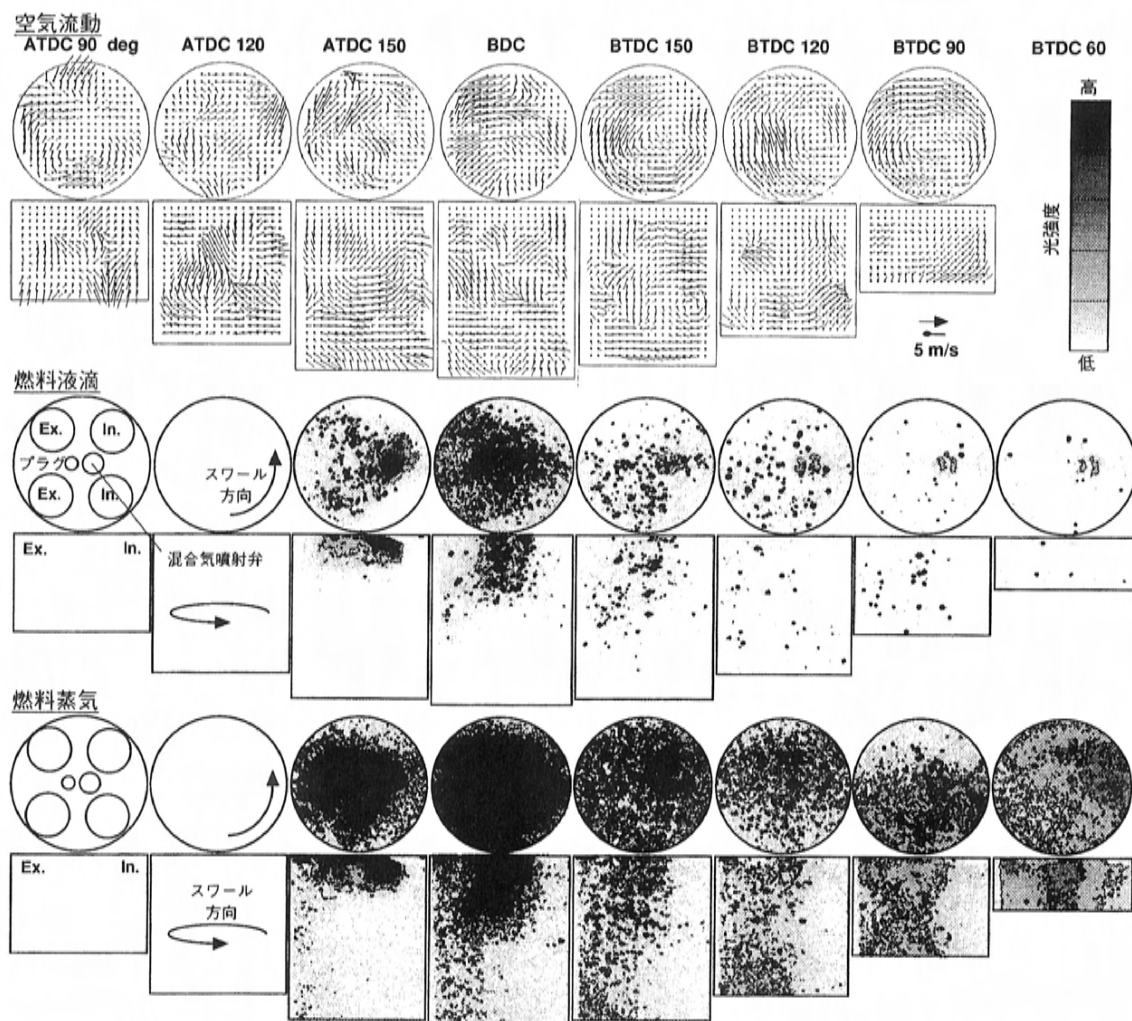 空気流動
ATDC 90 deg
ATDC 120
ATDC 150
BDC
BTDC 150
BTDC 120
BTDC 90
BTDC 60
高
光強度
低
5 m/s
燃料液滴
Ex.
In.
プラグ
Ex.
In.
スワール
方向
Ex.
In.
混合気噴射弁
燃料蒸気
Ex.
In.
スワール
方向